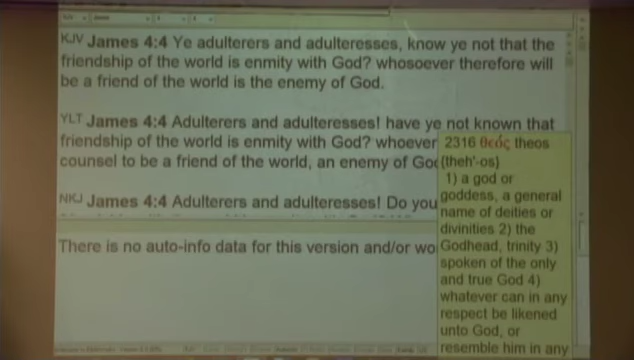 KJV James 4:4 Ye adulterers and adulteresses, know ye not that the
friendship of the world is enmity with God? whosoever therefore will
be a friend of the world is the enemy of God.
YLT James 4:4 Adulterers and adulteresses! have ye not known that
friendship of the world is enmity with God? whoever
counsel to be a friend of the world, an enemy of God
NKJ James 4:4 Adulterers and adulteresses! Do you
There is no auto-info data for this version and/or wo
2316 θεός theos
(theh'-os)
1) a god or
goddess, a general
name of deities or
divinities 2) the
Godhead, trinity 3)
spoken of the only
and true God 4)
whatever can in any
respect be likened
unto God, or
resemble him in any